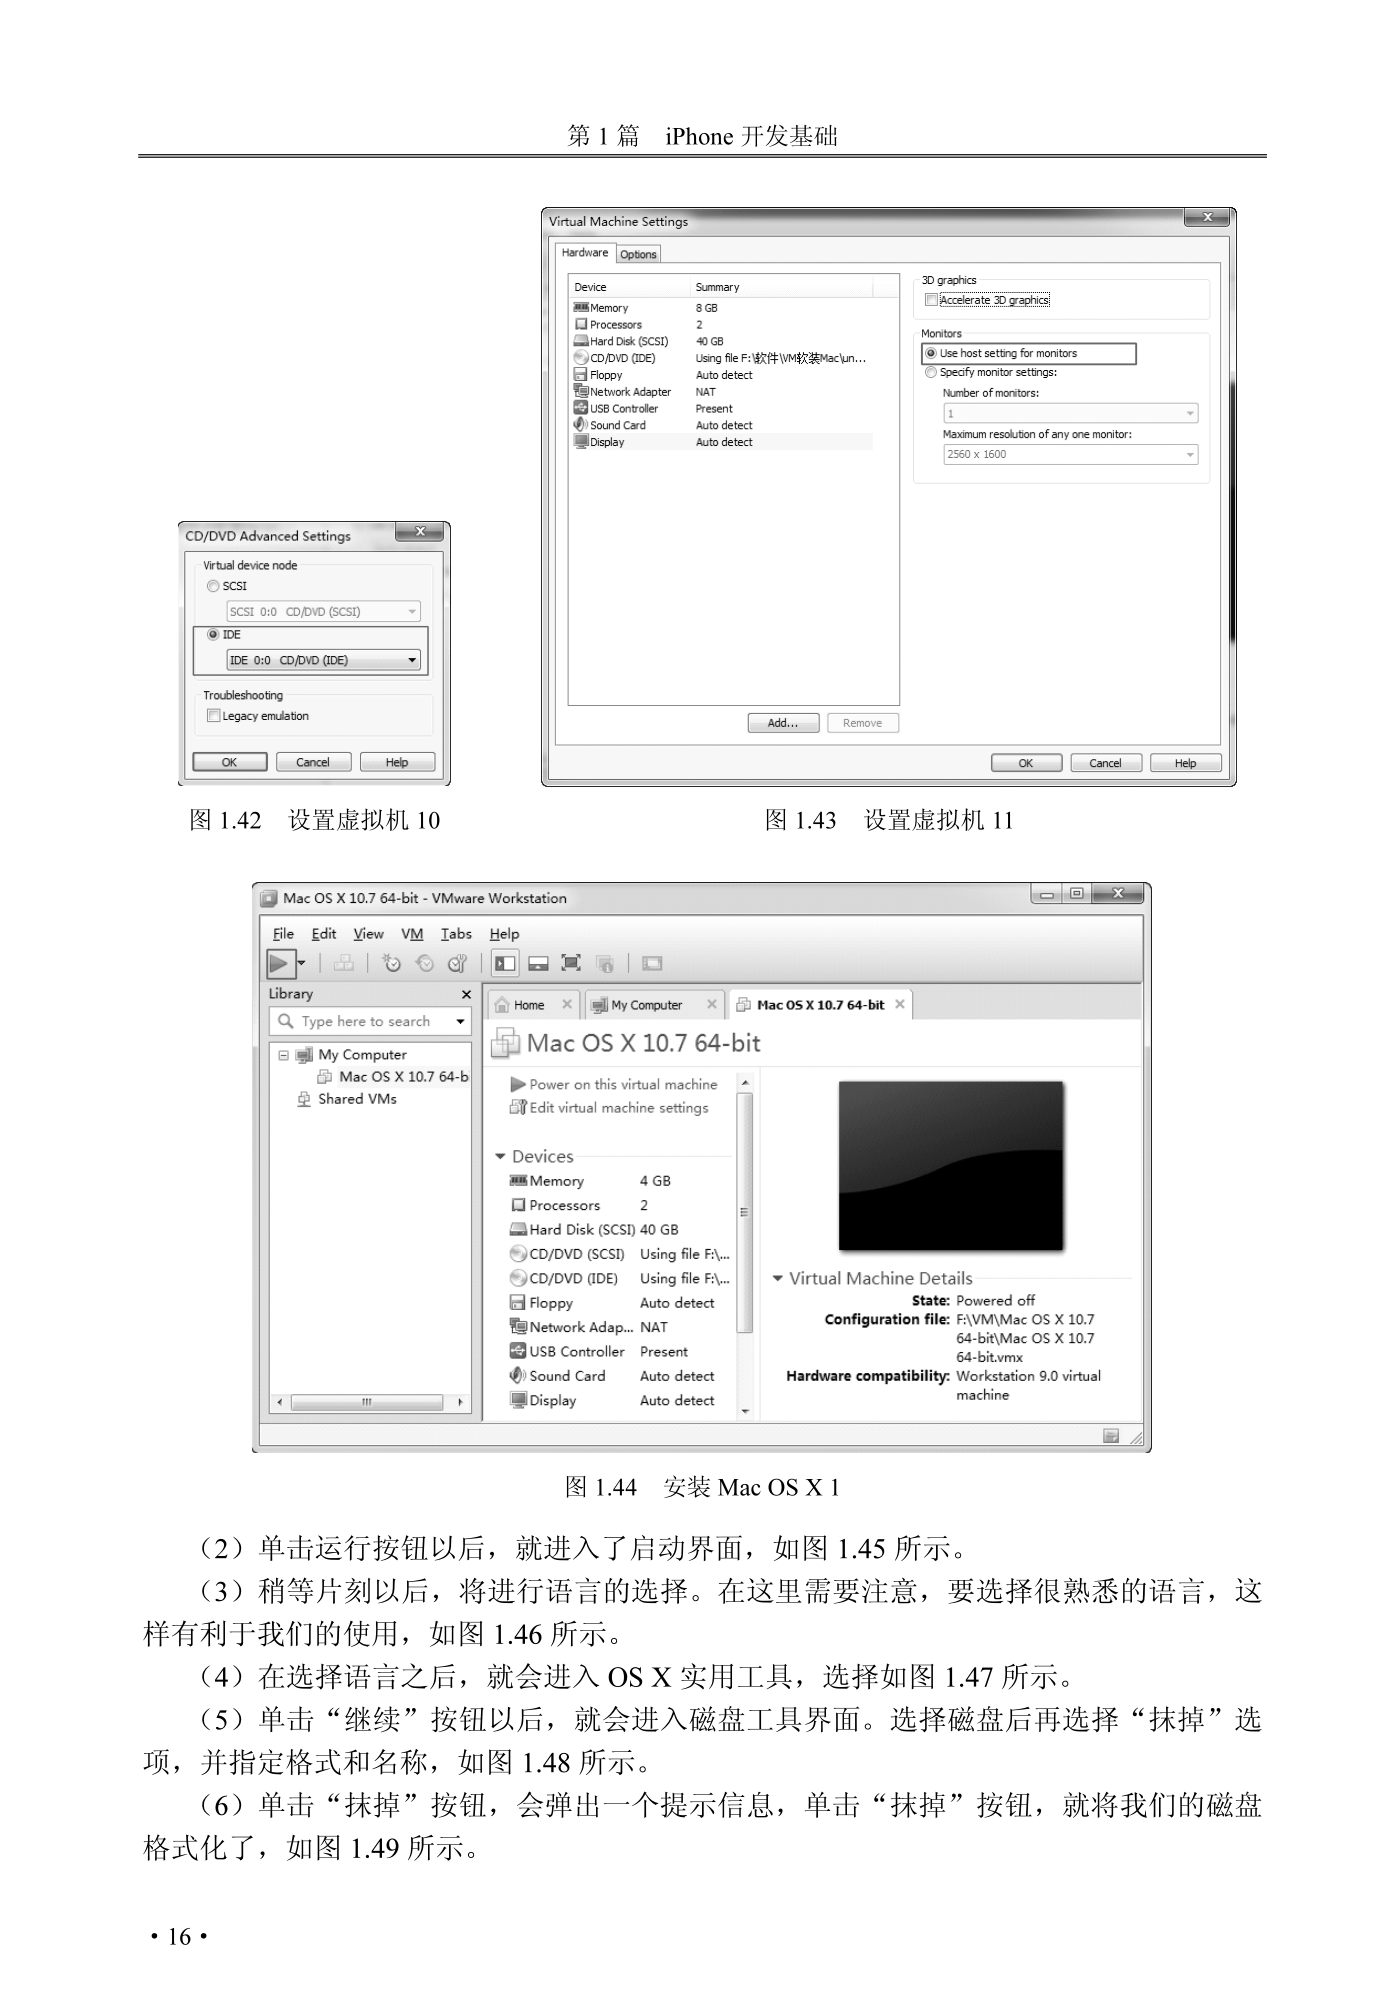 第 1 篇 iPhone 开发基础
Virtual Machine Settings
Hardware Options
Device Summary
Memory 8 GB
Processors 2
Hard Disk (SCSI) 40 GB
CD/DVD (IDE) Using file F:\软件\VM软装Mac\un...
Floppy Auto detect
Network Adapter NAT
USB Controller Present
Sound Card Auto detect
Display Auto detect
3D graphics
Accelerate 3D graphics
Monitors
Use host setting for monitors
Specify monitor settings:
Number of monitors:
1
Maximum resolution of any one monitor:
2560 x 1600
Add... Remove
OK Cancel Help
CD/DVD Advanced Settings
Virtual device node
SCSI
SCSI 0:0 CD/DVD (SCSI)
IDE
IDE 0:0 CD/DVD (IDE)
Troubleshooting
Legacy emulation
OK Cancel Help
图 1.42 设置虚拟机 10
图 1.43 设置虚拟机 11
Mac OS X 10.7 64-bit - VMware Workstation
File Edit View VM Tabs Help
Library
Type here to search
My Computer
Mac OS X 10.7 64-b
Shared VMs
Home My Computer Mac OS X 10.7 64-bit
Mac OS X 10.7 64-bit
Power on this virtual machine
Edit virtual machine settings
Devices
Memory 4 GB
Processors 2
Hard Disk (SCSI) 40 GB
CD/DVD (SCSI) Using file F:\...
CD/DVD (IDE) Using file F:\...
Floppy Auto detect
Network Adap... NAT
USB Controller Present
Sound Card Auto detect
Display Auto detect
Virtual Machine Details
State: Powered off
Configuration file: F:\VM\Mac OS X 10.7
64-bit\Mac OS X 10.7
64-bit.vmx
Hardware compatibility: Workstation 9.0 virtual
machine
图 1.44 安装 Mac OS X 1
（2）单击运行按钮以后，就进入了启动界面，如图 1.45 所示。
（3）稍等片刻以后，将进行语言的选择。在这里需要注意，要选择很熟悉的语言，这
样有利于我们的使用，如图 1.46 所示。
（4）在选择语言之后，就会进入 OS X 实用工具，选择如图 1.47 所示。
（5）单击“继续”按钮以后，就会进入磁盘工具界面。选择磁盘后再选择“抹掉”选
项，并指定格式和名称，如图 1.48 所示。
（6）单击“抹掉”按钮，会弹出一个提示信息，单击“抹掉”按钮，就将我们的磁盘
格式化了，如图 1.49 所示。
• 16 •